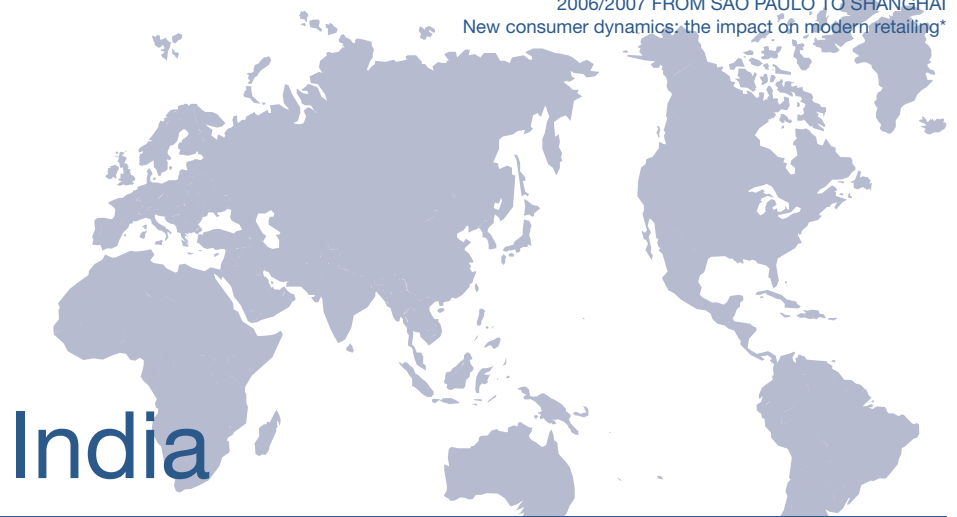 2006/2007 FROM SAO PAULO TO SHANGHAI
New consumer dynamics: the impact on modern retailing*
India